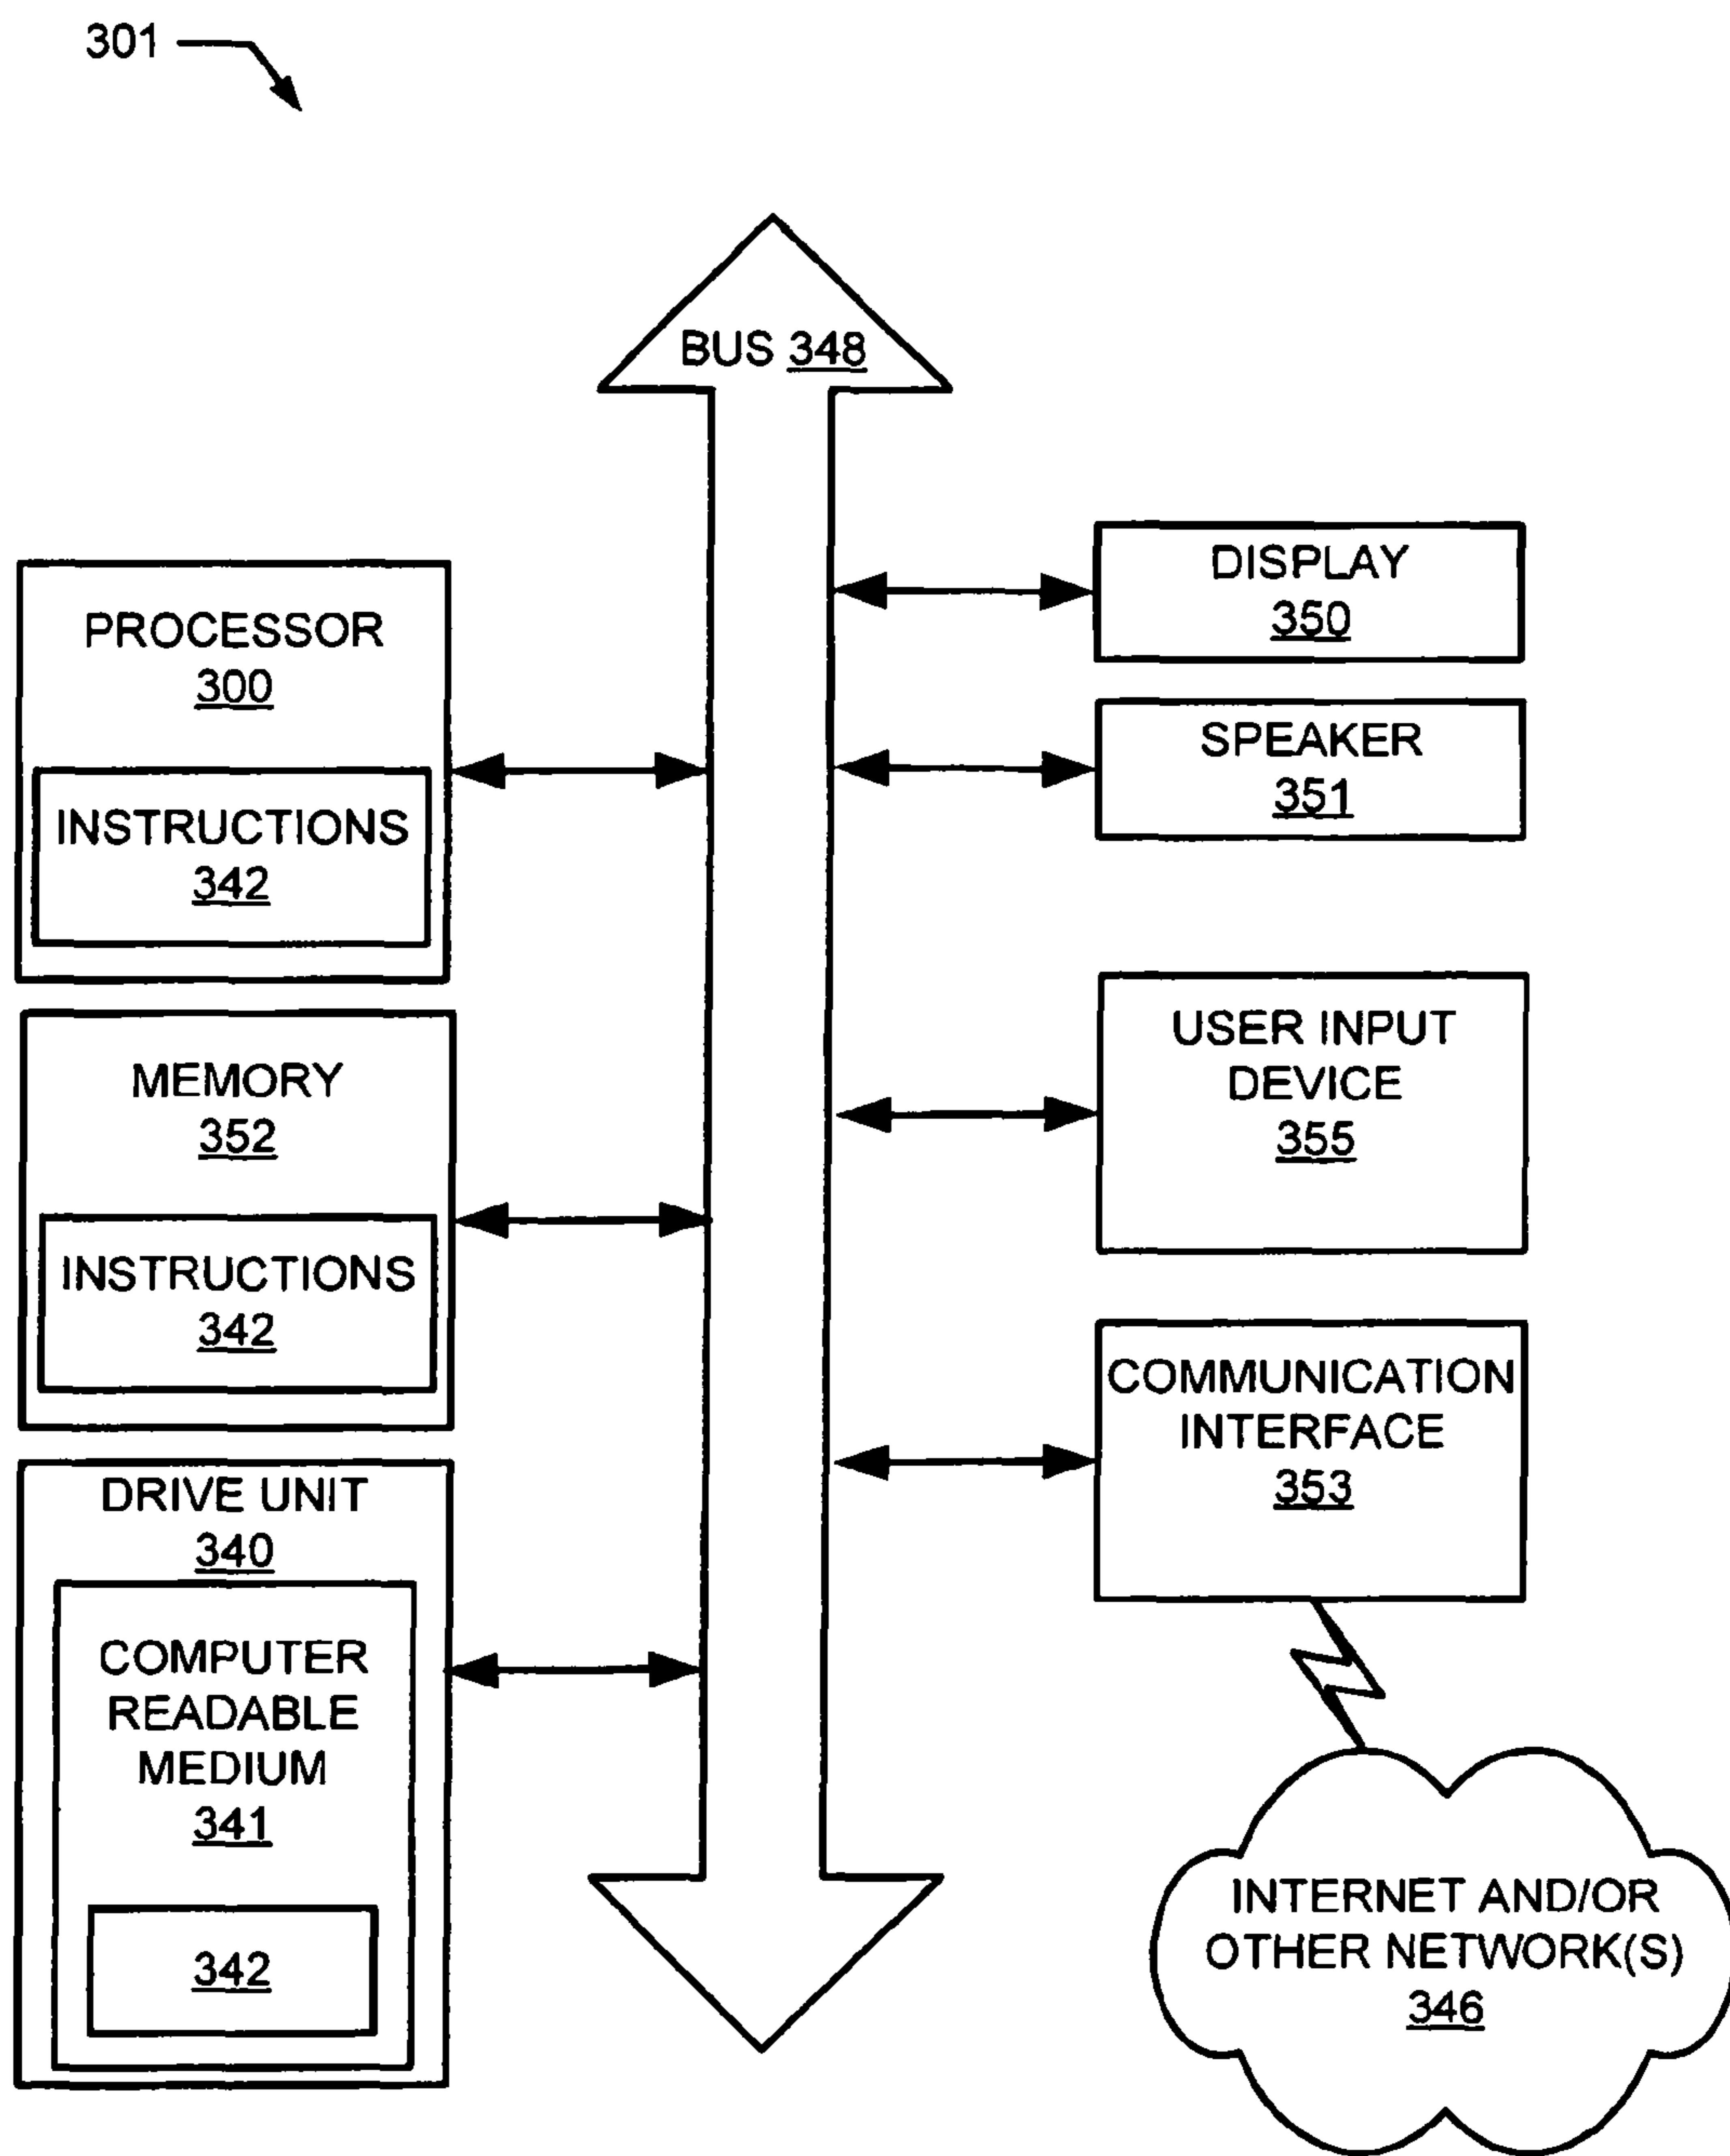 301
BUS 348
PROCESSOR
300
INSTRUCTIONS
342
MEMORY
352
INSTRUCTIONS
342
DRIVE UNIT
340
COMPUTER
READABLE
MEDIUM
341
342
DISPLAY
350
SPEAKER
351
USER INPUT
DEVICE
355
COMMUNICATION
INTERFACE
353
INTERNET AND/OR
OTHER NETWORK(S)
346